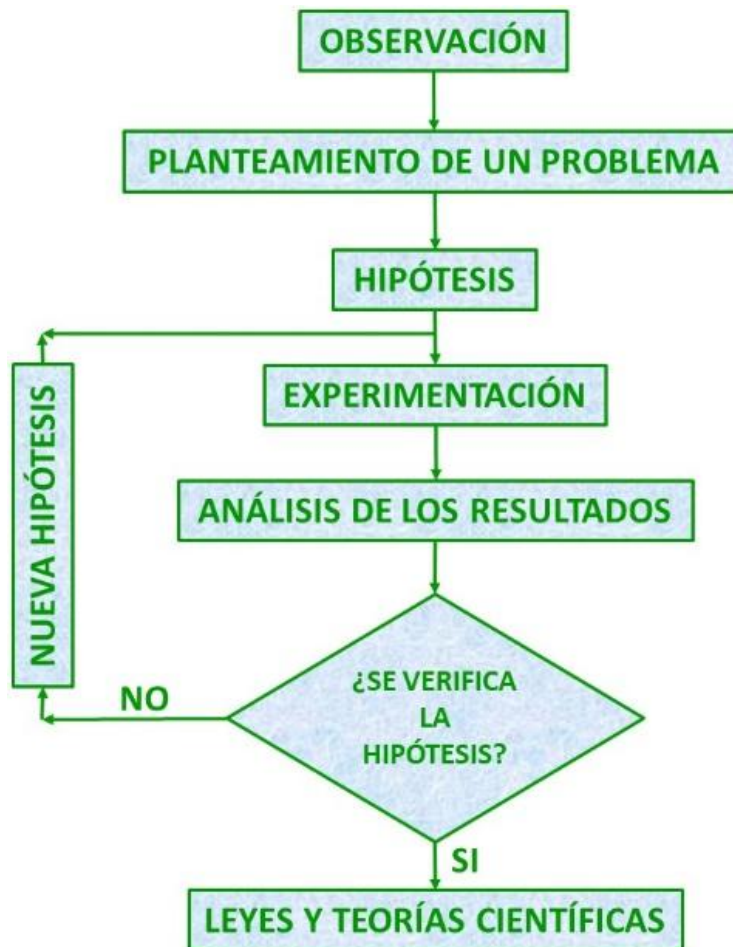 OBSERVACIÓN
PLANTEAMIENTO DE UN PROBLEMA
HIPÓTESIS
EXPERIMENTACIÓN
NUEVA HIPÓTESIS
ANÁLISIS DE LOS RESULTADOS
¿SE VERIFICA
LA
HIPÓTESIS?
NO
SI
LEYES Y TEORÍAS CIENTÍFICAS